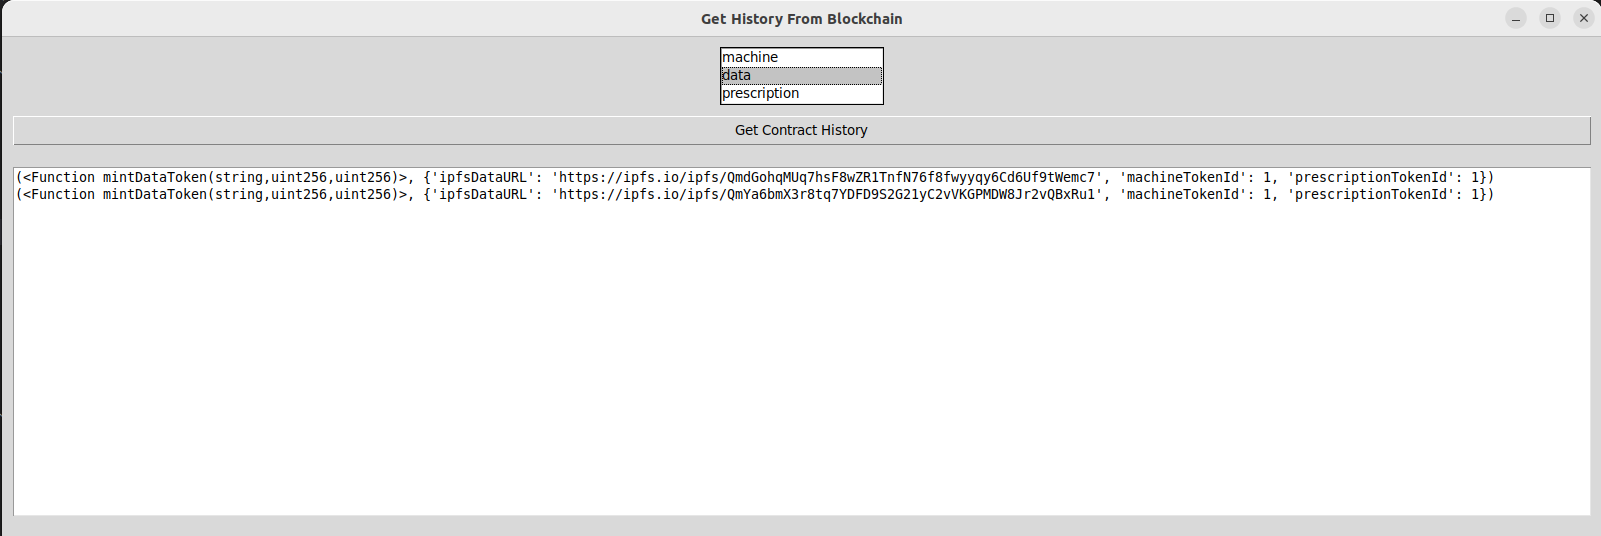 Get History From Blockchain
machine
data
prescription
Get Contract History
(<Function mintDataToken(string,uint256,uint256)>, {'ipfsDataURL': 'https://ipfs.io/ipfs/QmdGohqMUq7hsF8wZR1TnfN76f8fwyyqy6Cd6Uf9tWemc7', 'machineTokenId': 1, 'prescriptionTokenId': 1})
(<Function mintDataToken(string,uint256,uint256)>, {'ipfsDataURL': 'https://ipfs.io/ipfs/QmYa6bmX3r8tq7YDFD9S2G21yC2vVKGPMDW8Jr2vQBxRu1', 'machineTokenId': 1, 'prescriptionTokenId': 1})